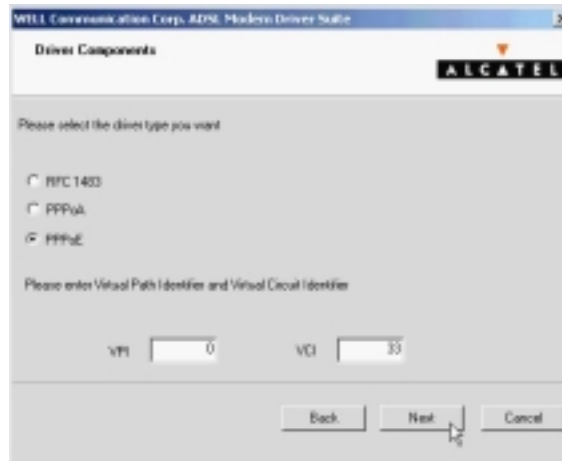 WELL Communication Corp. ADSL Modem Driver Suite
Driver Components
ALCATEL
Please select the driver type you want
RFC 1483
PPPoA
PPPoE
Please enter Virtual Path Identifier and Virtual Circuit Identifier
VPI 0 VCI 33
Back Next Cancel